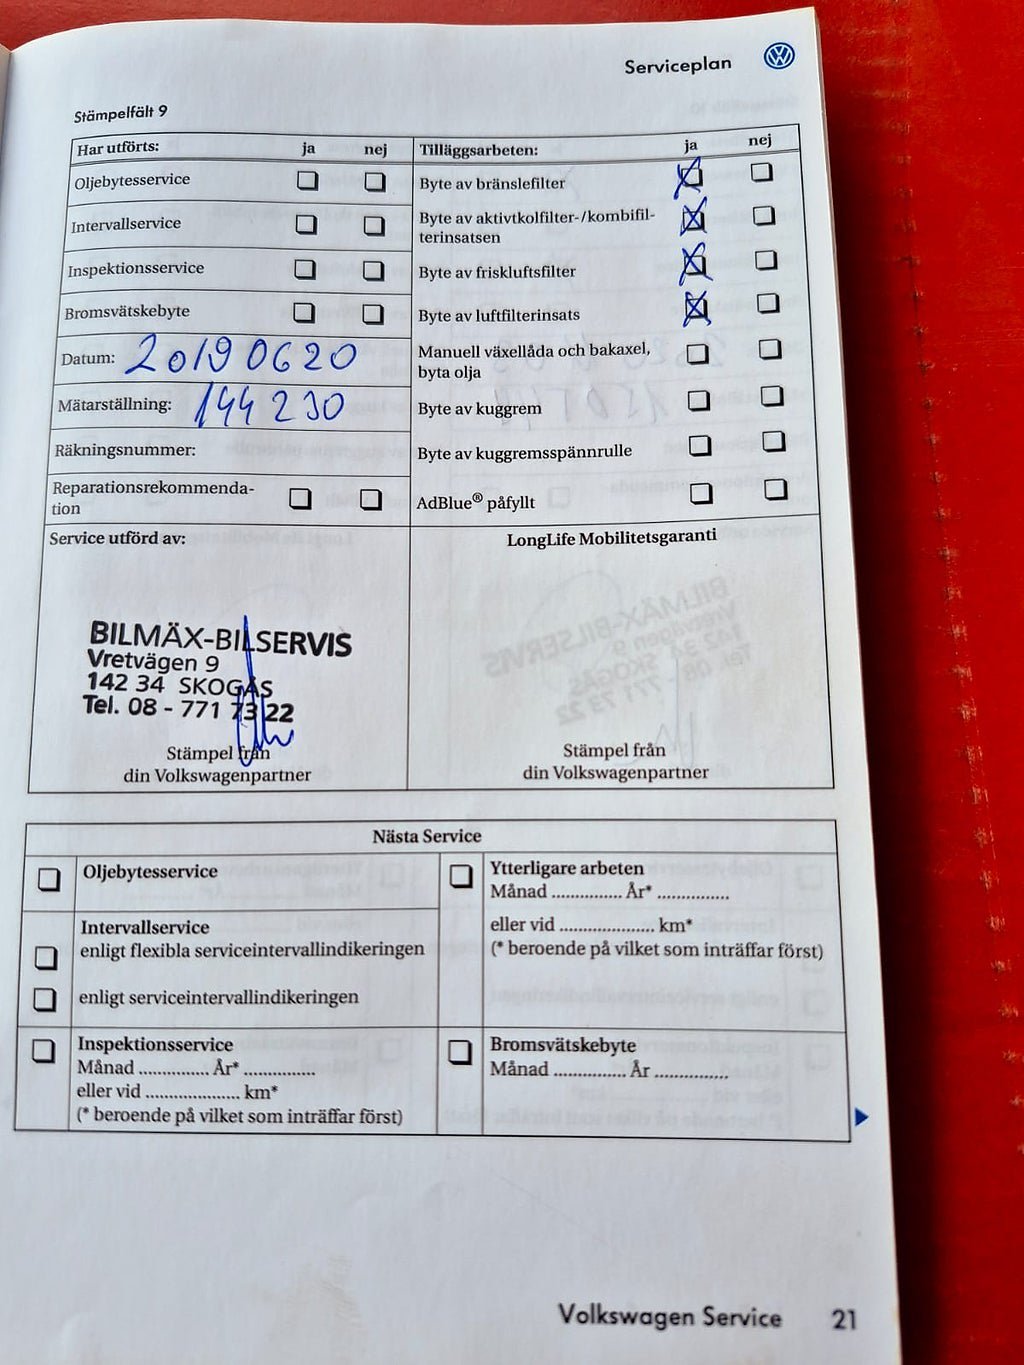 Serviceplan
Stämpelfält 9
Har utförts: ja nej
Oljebytesservice
Intervallservice
Inspektionsservice
Bromsvätskebyte
Datum: 20190620
Mätarställning: 144230
Räkningsnummer:
Reparationsrekommenda-
tion
Tilläggsarbeten: ja nej
Byte av bränslefilter
Byte av aktivtkolfilter-/kombifil-
terinsatsen
Byte av friskluftsfilter
Byte av luftfilterinsats
Manuell växellåda och bakaxel,
byta olja
Byte av kuggrem
Byte av kuggremsspännrulle
AdBlue® påfyllt
Service utförd av:
BILMÄX-BILSERVIS
Vretvägen 9
142 34 SKOGÅS
Tel. 08 - 771 73 22
Stämpel från
din Volkswagenpartner
LongLife Mobilitetsgaranti
Stämpel från
din Volkswagenpartner
Nästa Service
Oljebytesservice
Intervallservice
enligt flexibla serviceintervallindikeringen
enligt serviceintervallindikeringen
Ytterligare arbeten
Månad .............. År* ..............
eller vid ................... km*
(* beroende på vilket som inträffar först)
Inspektionsservice
Månad .............. År* ..............
eller vid ................... km*
(* beroende på vilket som inträffar först)
Bromsvätskebyte
Månad .............. År ..............
Volkswagen Service 21